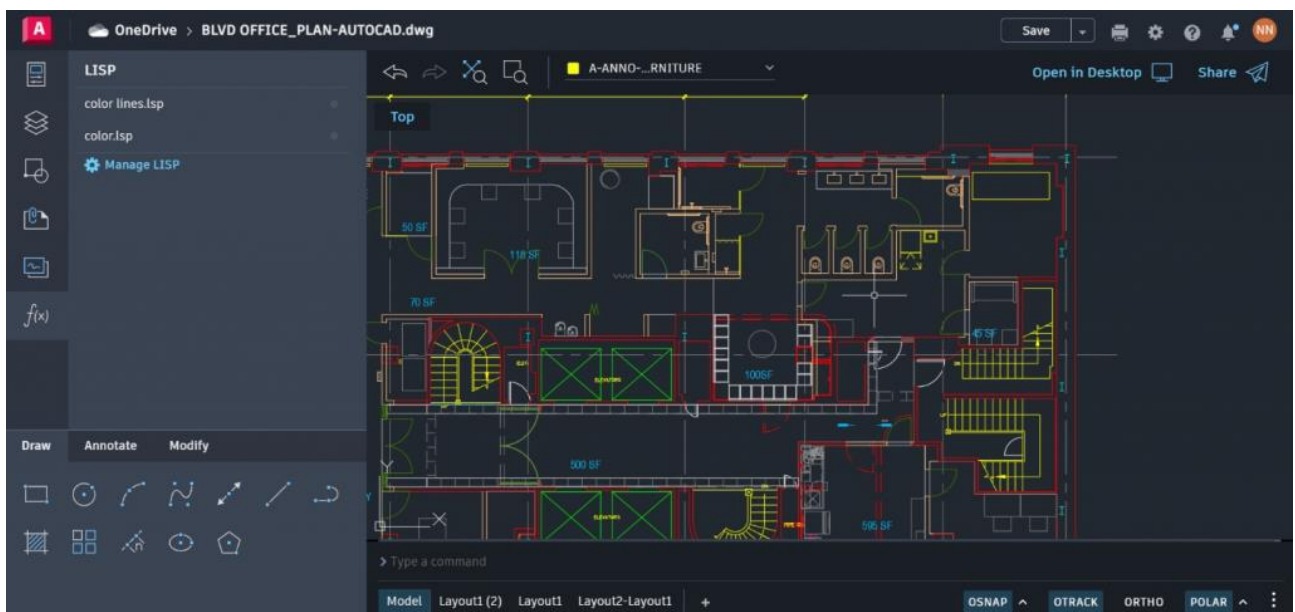 A OneDrive > BLVD OFFICE_PLAN-AUTOCAD.dwg Save NN
LISP
color lines.lsp
color.lsp
Manage LISP
f(x)
A-ANNO-...RNITURE
Open in Desktop Share
Top
50 SF
118 SF
70 SF
45 SF
ELEVATORS
100SF
500 SF
Y
X
ELEVATORS
595 SF
Draw Annotate Modify
> Type a command
Model Layout1 (2) Layout1 Layout2-Layout1 +
OSNAP OTRACK ORTHO POLAR